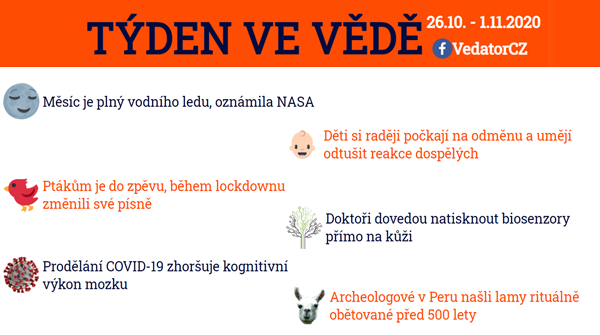 TÝDEN VE VĚDĚ
26.10. - 1.11.2020
VedatorCZ
Měsíc je plný vodního ledu, oznámila NASA
Děti si raději počkají na odměnu a umějí
odtušit reakce dospělých
Ptákům je do zpěvu, během lockdownu
změnili své písně
Doktoři dovedou natisknout biosenzory
přímo na kůži
Prodělání COVID-19 zhoršuje kognitivní
výkon mozku
Archeologové v Peru našli lamy rituálně
obětované před 500 lety